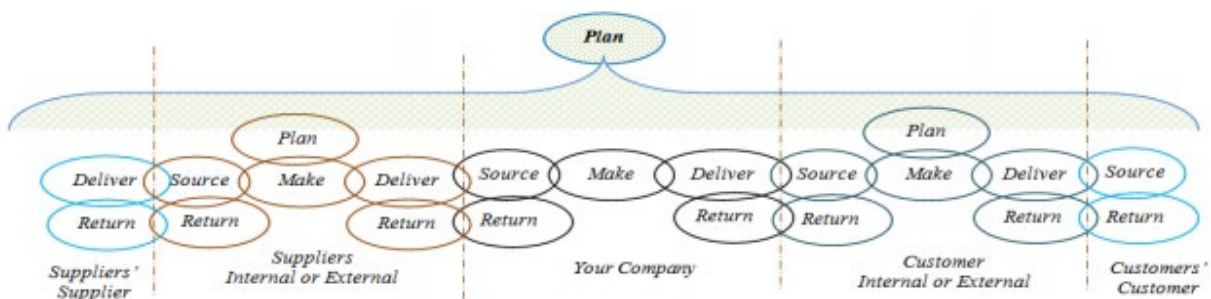 Plan
Plan
Plan
Deliver Source Make Deliver Source Make Deliver Source Make Deliver Source
Return Return Return Return Return Return Return Return
Suppliers'
Supplier
Suppliers
Internal or External
Your Company
Customer
Internal or External
Customers'
Customer